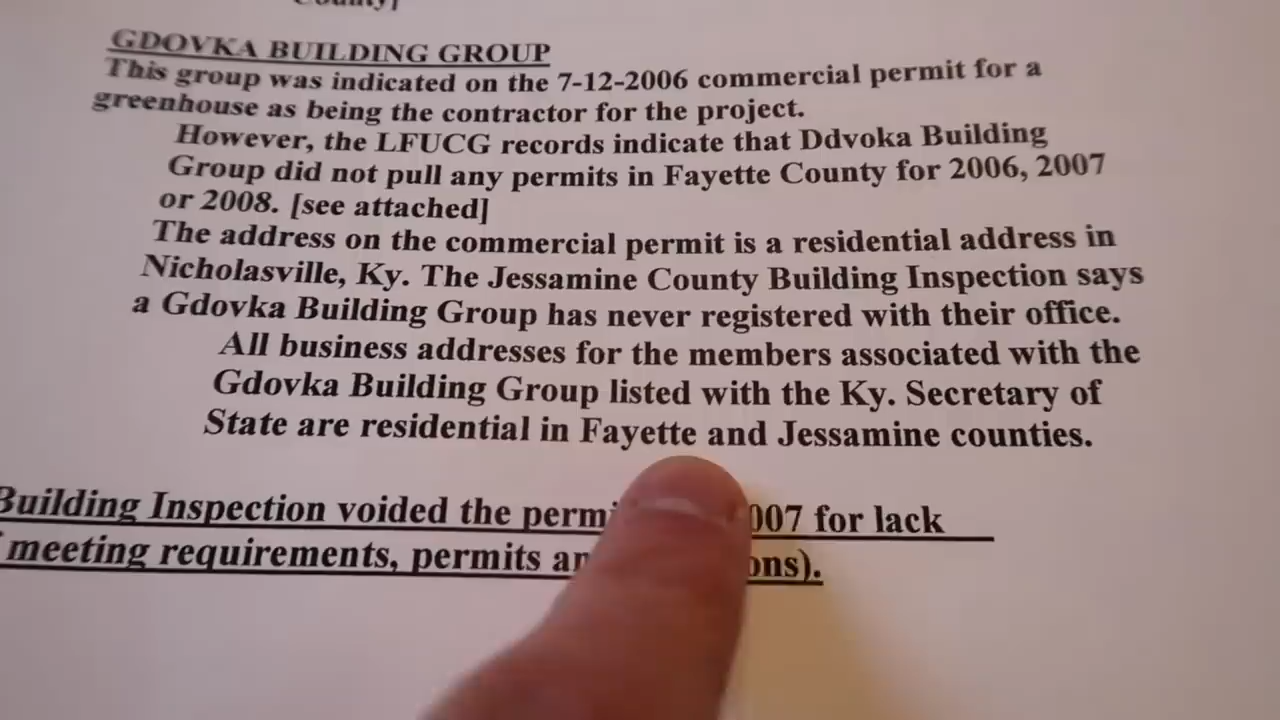 GDOVKA BUILDING GROUP
This group was indicated on the 7-12-2006 commercial permit for a
greenhouse as being the contractor for the project.
However, the LFUCG records indicate that Ddvoka Building
Group did not pull any permits in Fayette County for 2006, 2007
or 2008. [see attached]
The address on the commercial permit is a residential address in
Nicholasville, Ky. The Jessamine County Building Inspection says
a Gdovka Building Group has never registered with their office.
All business addresses for the members associated with the
Gdovka Building Group listed with the Ky. Secretary of
State are residential in Fayette and Jessamine counties.
Building Inspection voided the for lack
meeting requirements, permits